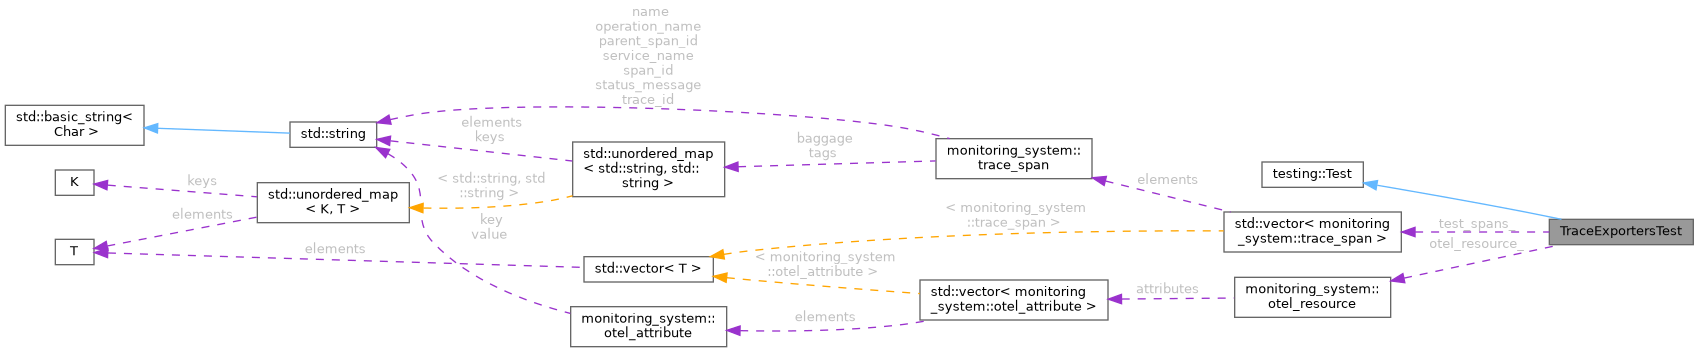 name
operation_name
parent_span_id
service_name
span_id
status_message
trace_id
std::basic_string<
Char >
std::string
elements
keys
baggage
tags
monitoring_system::
trace_span
std::unordered_map
< std::string, std::
string >
K
keys
< std::string, std
::string >
std::unordered_map
< K, T >
elements
testing::Test
elements
TraceExportersTest
test_spans_
std::vector< monitoring
_system::trace_span >
< monitoring_system
::trace_span >
key
value
T
elements
std::vector< T >
< monitoring_system
::otel_attribute >
otel_resource_
monitoring_system::
otel_resource
attributes
std::vector< monitoring
_system::otel_attribute >
elements
monitoring_system::
otel_attribute